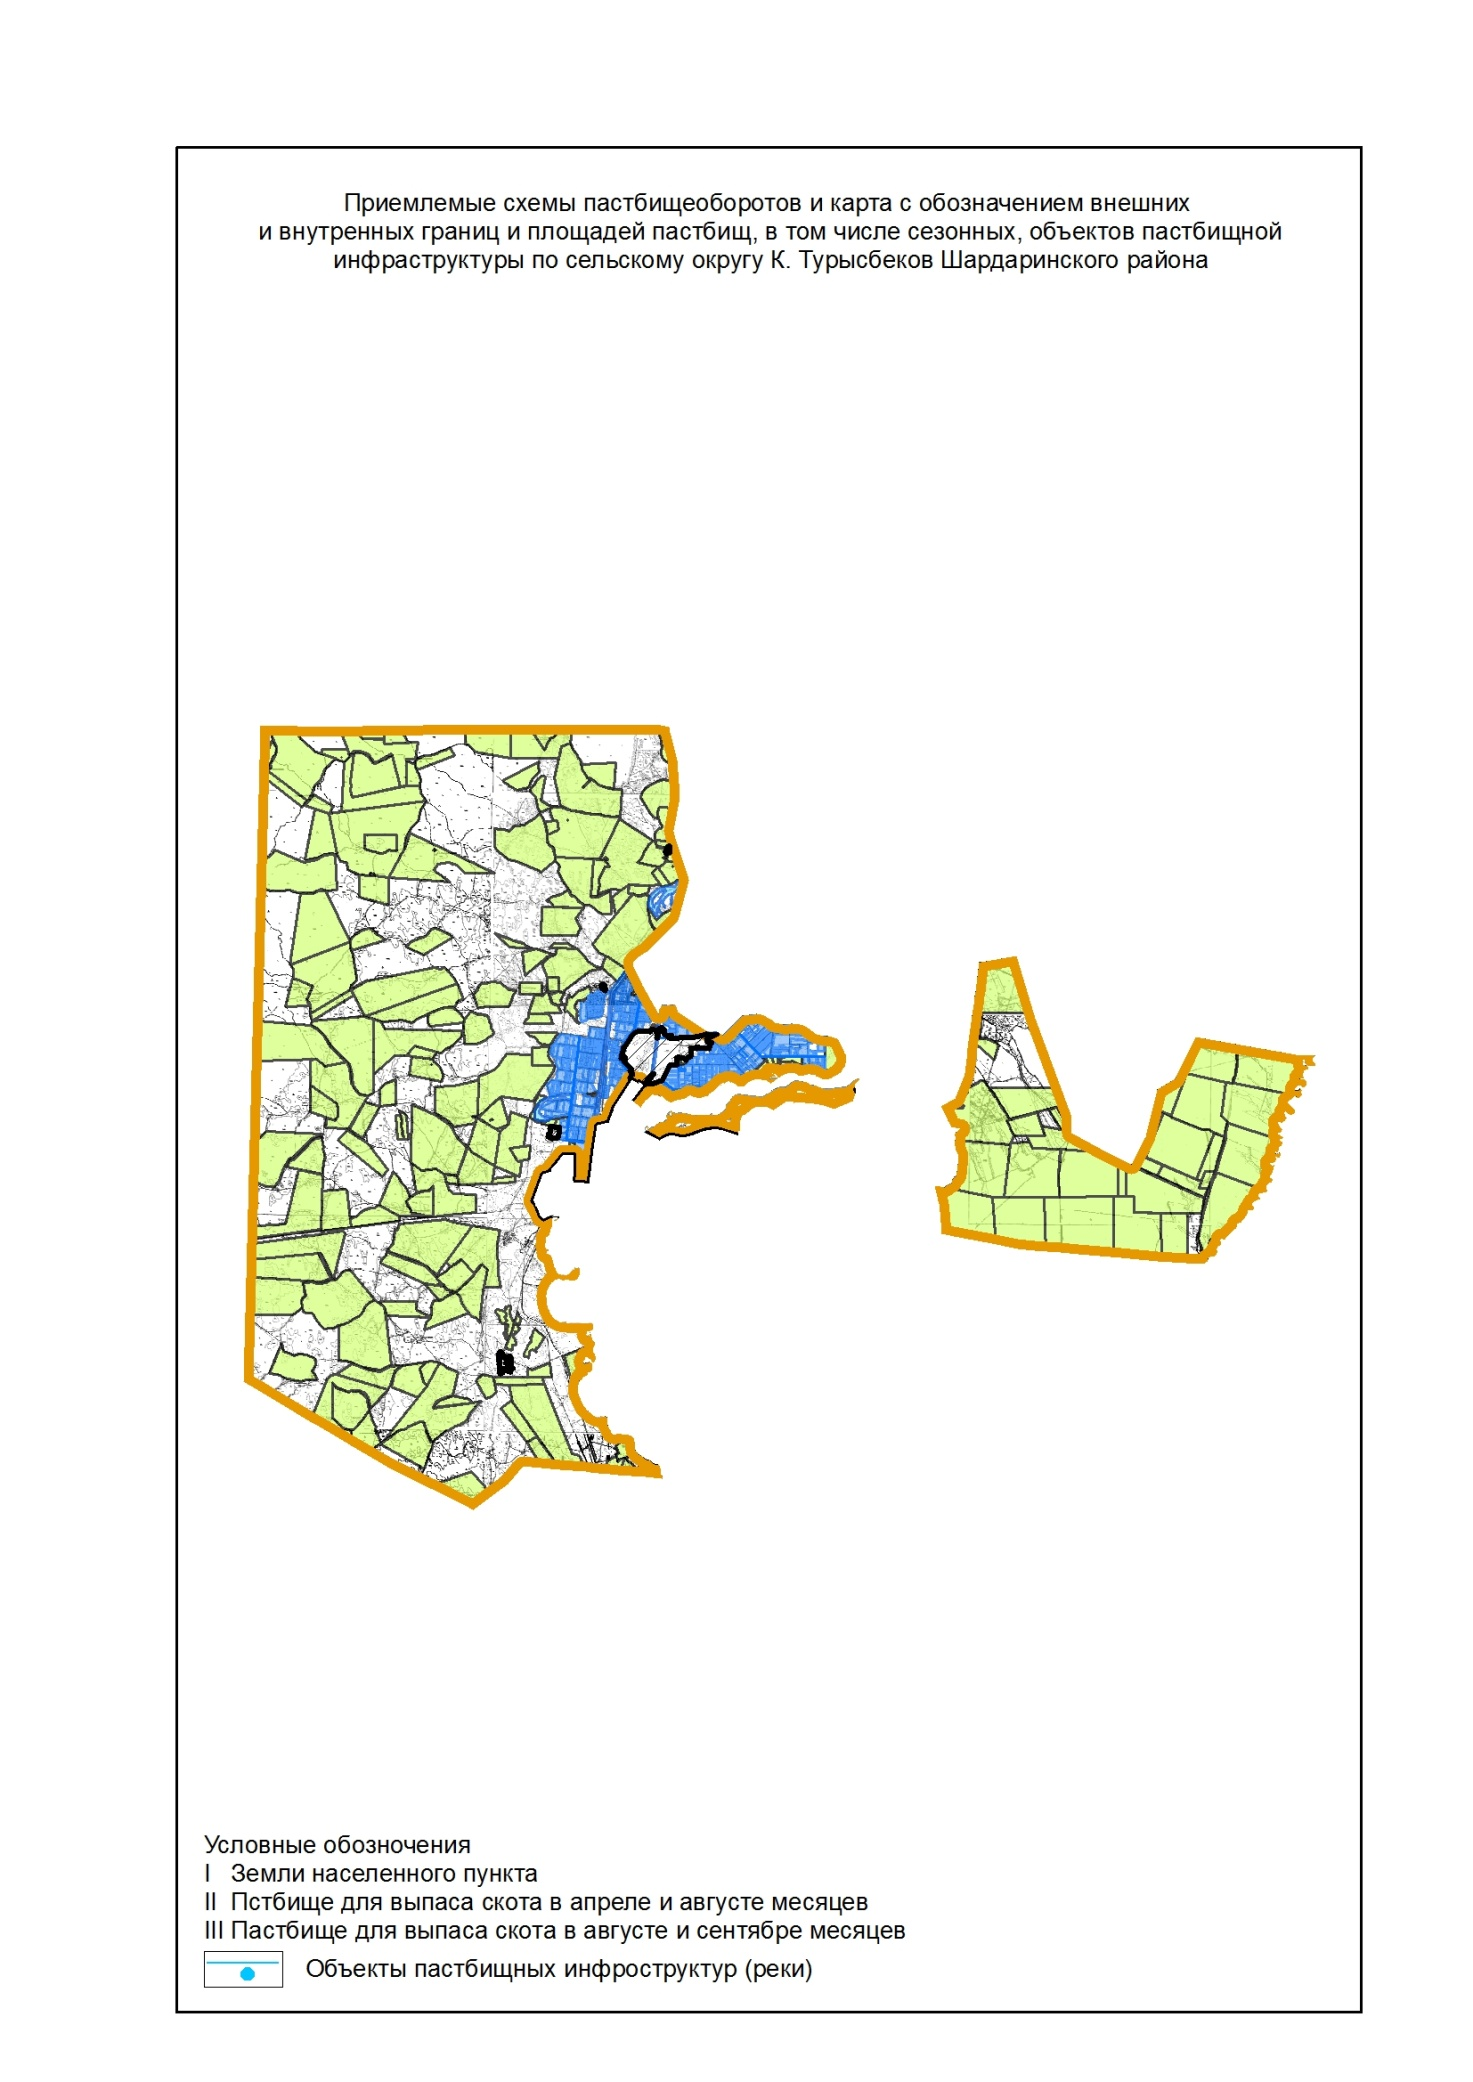 Приемлемые схемы пастбищеоборотов и карта с обозначением внешних
и внутренных границ и площадей пастбищ, в том числе сезонных, объектов пастбищной
инфраструктуры по сельскому округу К. Турысбеков Шардаринского района
Условные обозночения
I Земли населенного пункта
II Пстбище для выпаса скота в апреле и августе месяцев
III Пастбище для выпаса скота в августе и сентябре месяцев
Объекты пастбищных инфроструктур (реки)